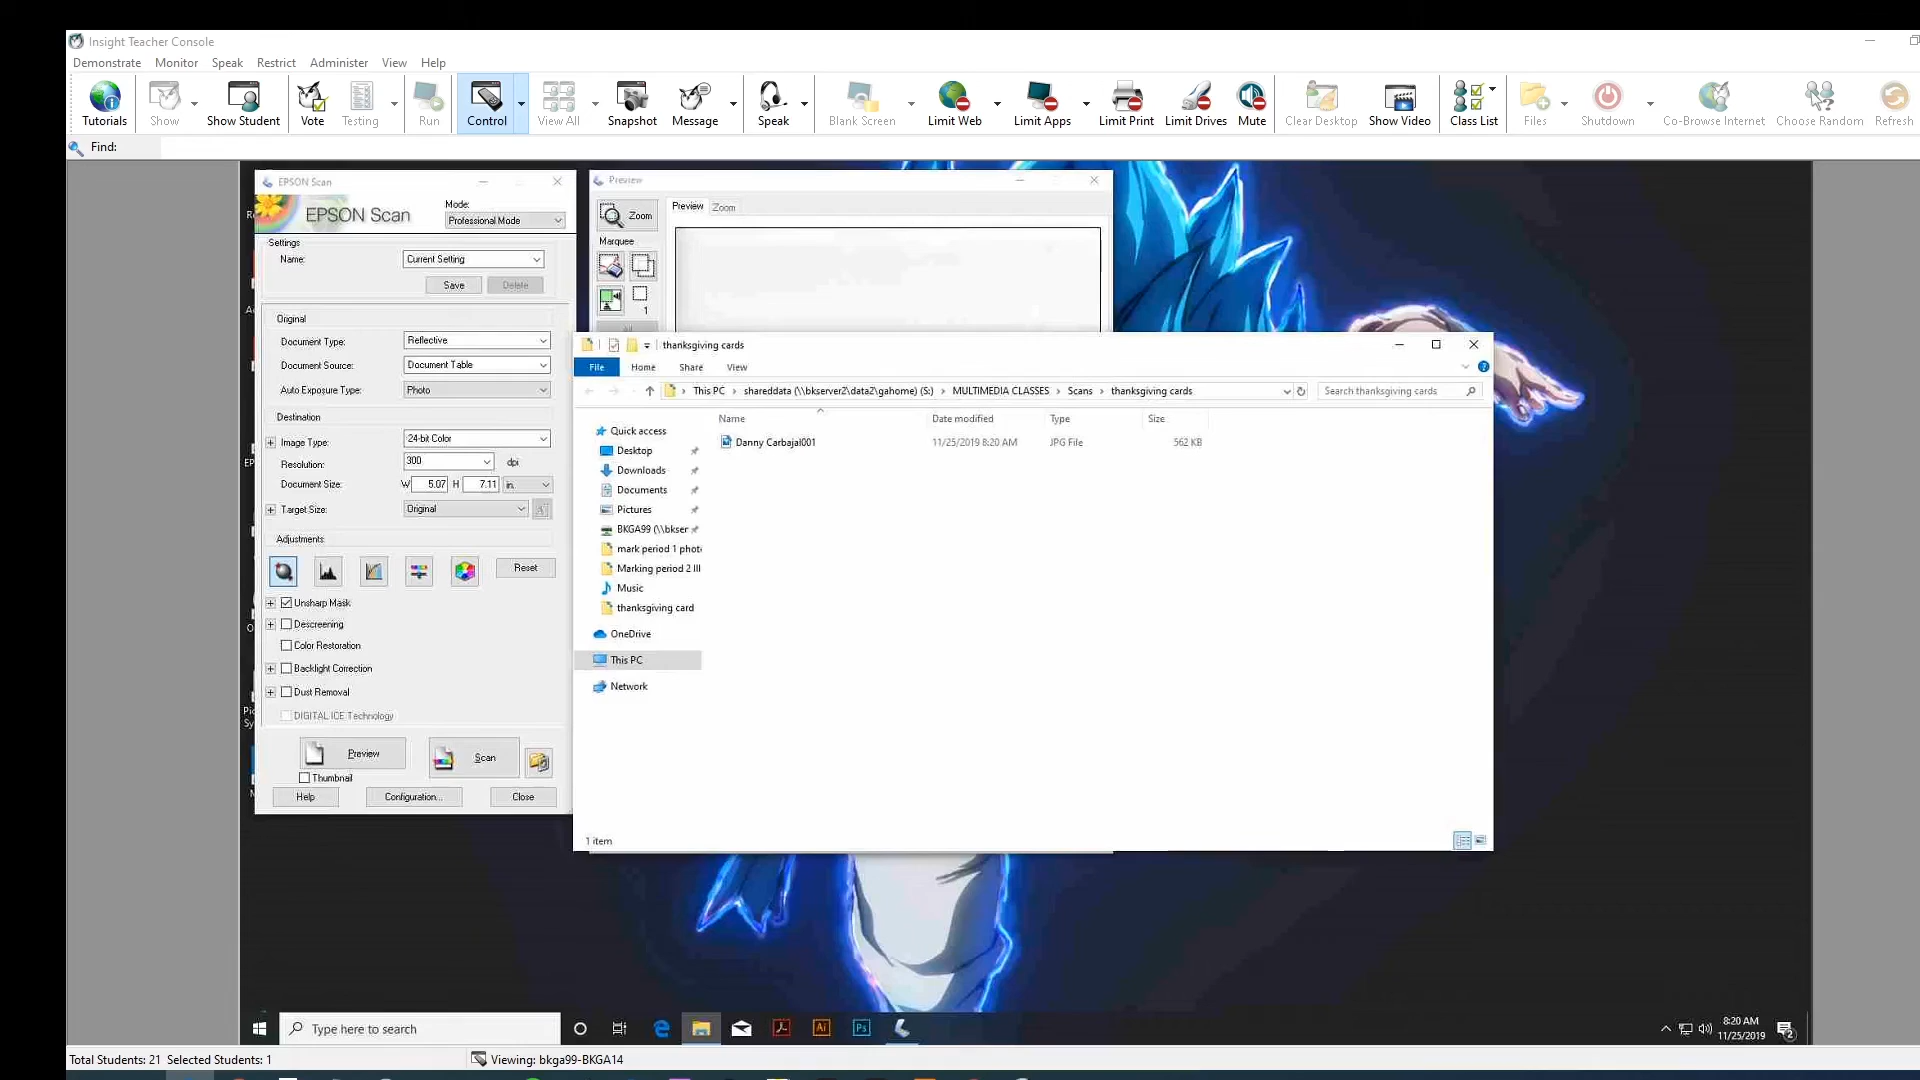 Insight Teacher Console
Demonstrate Monitor Speak Restrict Administer View Help
Tutorials Show Show Student Vote Testing Run Control View All Snapshot Message Speak Blank Screen Limit Web Limit Apps Limit Print Limit Drives Mute Clear Desktop Show Video Class List Files Shutdown Co-Browse Internet Choose Random Refresh
Find:
EPSON Scan
EPSON Scan
Mode:
Professional Mode
Settings
Name: Current Setting
Save Delete
Original
Document Type: Reflective
Document Source: Document Table
Auto Exposure Type: Photo
Destination
Image Type: 24-bit Color
Resolution: 300 dpi
Document Size: W 5.07 H 7.11 in.
Target Size: Original
Adjustments
Reset
Unsharp Mask
Descreening
Color Restoration
Backlight Correction
Dust Removal
DIGITAL ICE Technology
Preview Scan
Thumbnail
Help Configuration... Close
Preview
Zoom Preview Zoom
Marquee
1
thanksgiving cards
File Home Share View
This PC shareddata (\\bkserver2\data2\gahome) (S:) MULTIMEDIA CLASSES Scans thanksgiving cards Search thanksgiving cards
Name Date modified Type Size
Danny Carbajal001 11/25/2019 8:20 AM JPG File 562 KB
Quick access
Desktop
Downloads
Documents
Pictures
BKGA99 (\\bkser
mark period 1 phot
Marking period 2 Ill
Music
thanksgiving card
OneDrive
This PC
Network
1 item
Type here to search
Ai Ps
8:20 AM
11/25/2019
2
Total Students: 21 Selected Students: 1 Viewing: bkga99-BKGA14